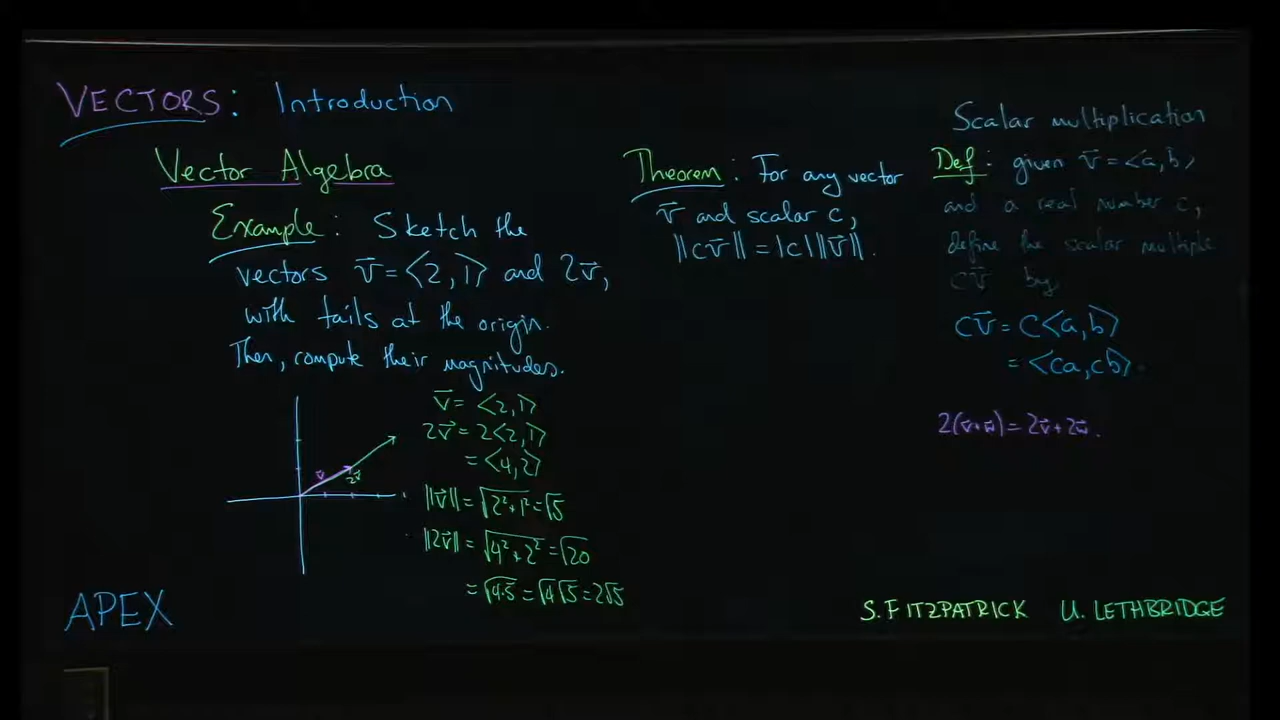 VECTORS: Introduction
Vector Algebra
Example: Sketch the
vectors v⃗ = <2, 1> and 2v⃗,
with tails at the origin.
Then, compute their magnitudes.
v⃗
2v⃗
v⃗ = <2, 1>
2v⃗ = 2<2, 1>
= <4, 2>
||v⃗|| = √2²+1² = √5
||2v⃗|| = √4²+2² = √20
= √4·5 = √4√5 = 2√5
Theorem: For any vector
v⃗ and scalar c,
||cv⃗|| = |c| ||v⃗||.
Scalar multiplication
Def: given v⃗ = <a, b>
and a real number c,
define the scalar multiple
cv⃗ by
cv⃗ = c<a, b>
= <ca, cb>.
2(v⃗+w⃗) = 2v⃗+2w⃗.
APEX
S. FITZPATRICK U. LETHBRIDGE